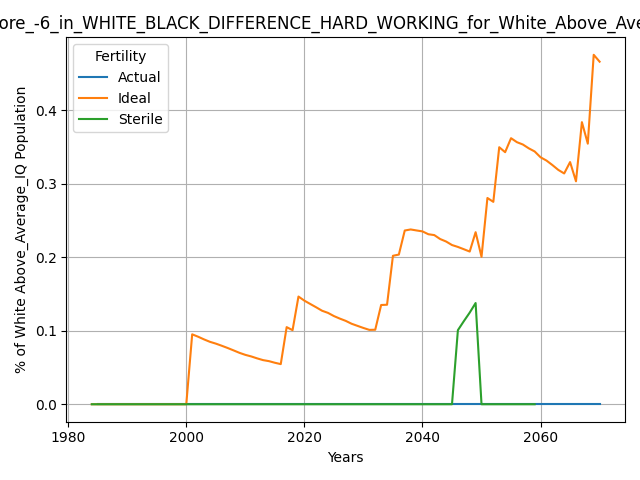 ore_-6_in_WHITE_BLACK_DIFFERENCE_HARD_WORKING_for_White_Above_Ave
Fertility
Actual
Ideal
Sterile
% of White Above_Average_IQ Population
0.4
0.3
0.2
0.1
0.0
1980
2000
2020
2040
2060
Years